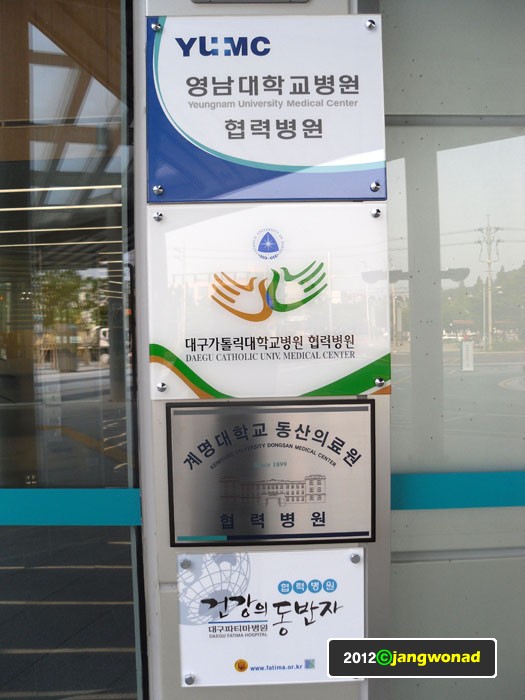 YUMC
영남대학교병원
Yeungnam University Medical Center
협력병원
대구가톨릭대학교병원 협력병원
DAEGU CATHOLIC UNIV. MEDICAL CENTER
계명대학교 동산의료원
KEIMYUNG UNIVERSITY DONGSAN MEDICAL CENTER
Since 1899
협력병원
협력병원
건강의 동반자
대구파티마병원
DAEGU FATIMA HOSPITAL
www.fatima.or.kr
2012©jangwonad